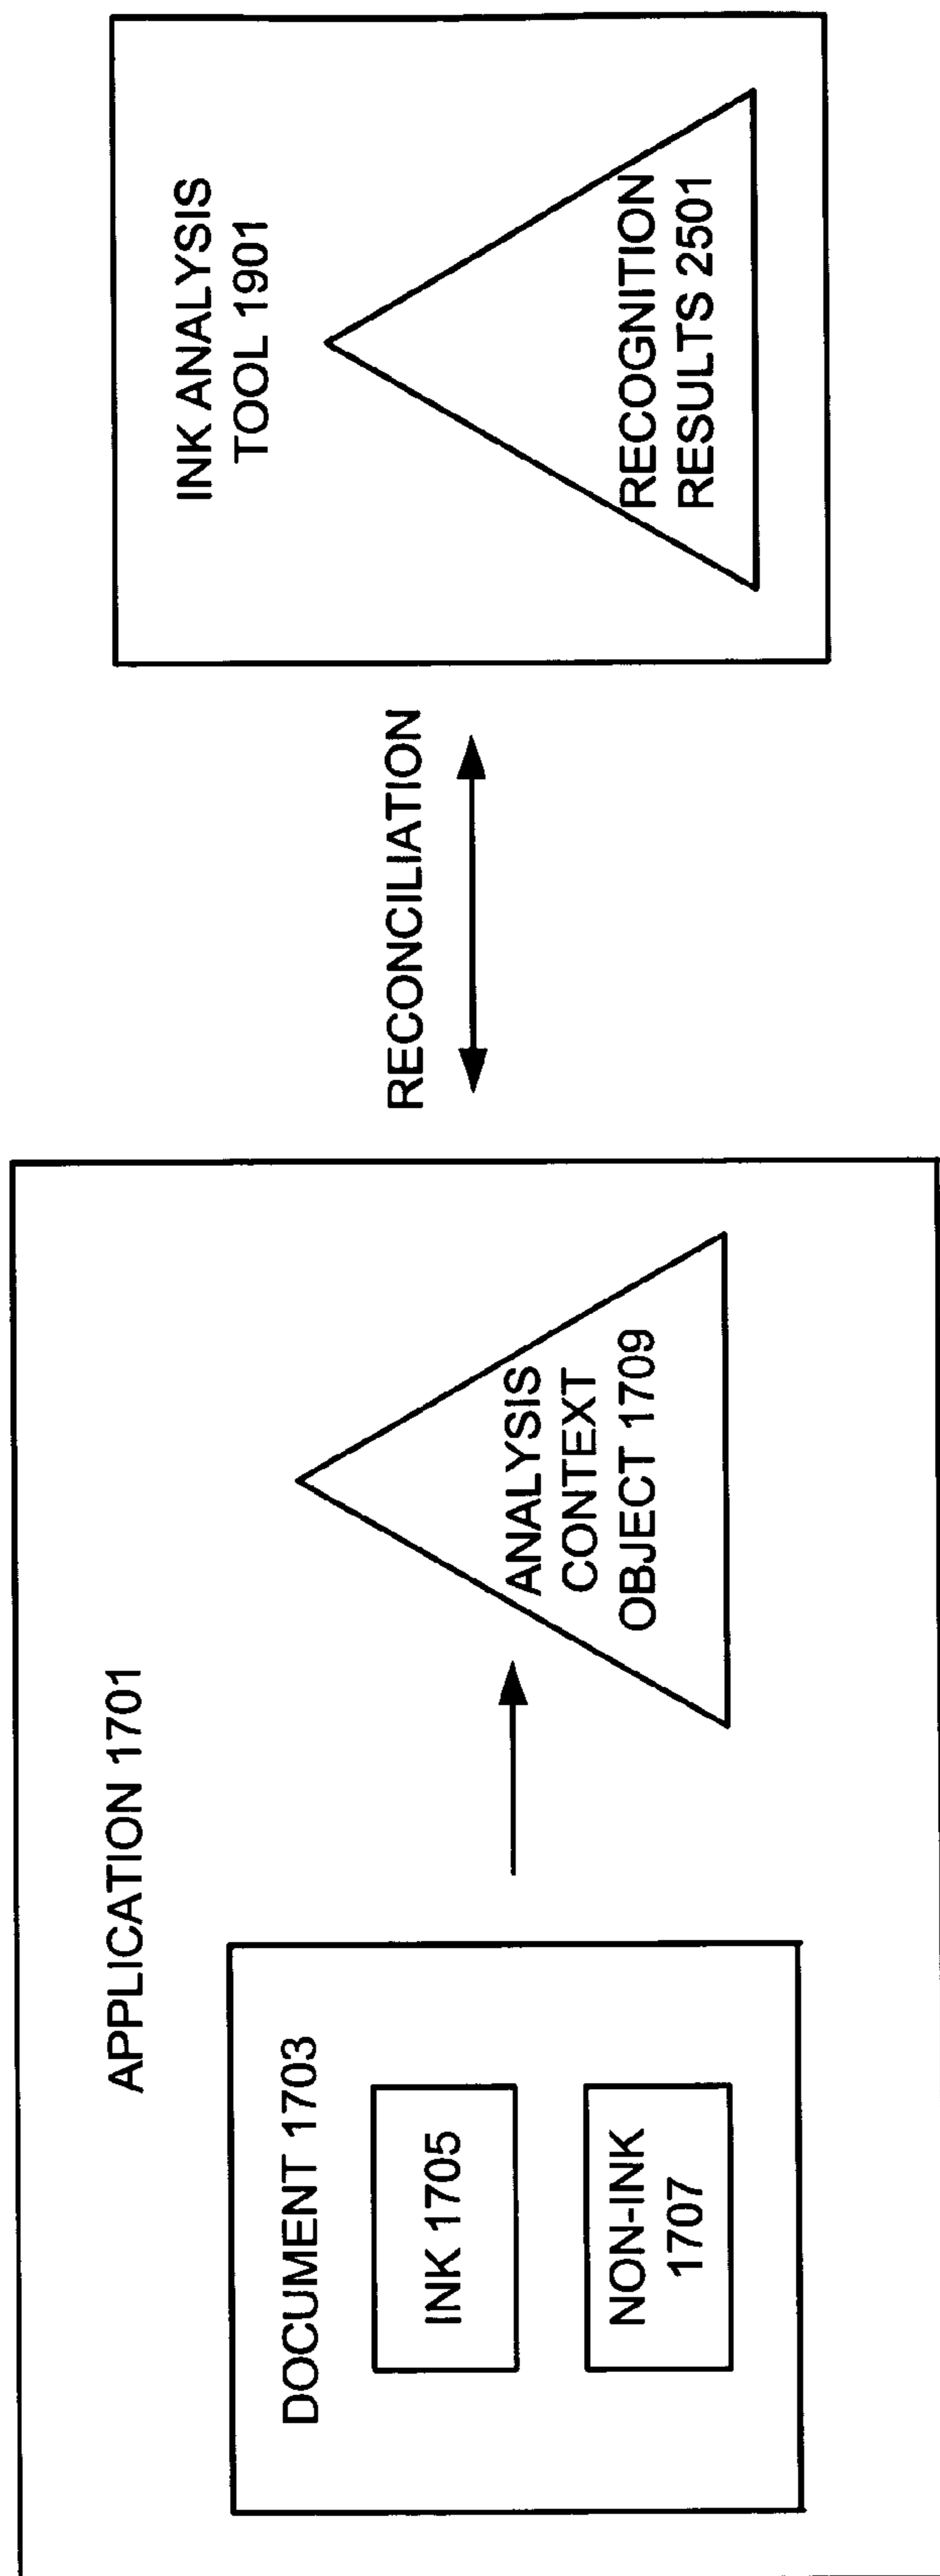 APPLICATION 1701
DOCUMENT 1703
INK 1705
NON-INK
1707
ANALYSIS
CONTEXT
OBJECT 1709
RECONCILIATION
INK ANALYSIS
TOOL 1901
RECOGNITION
RESULTS 2501